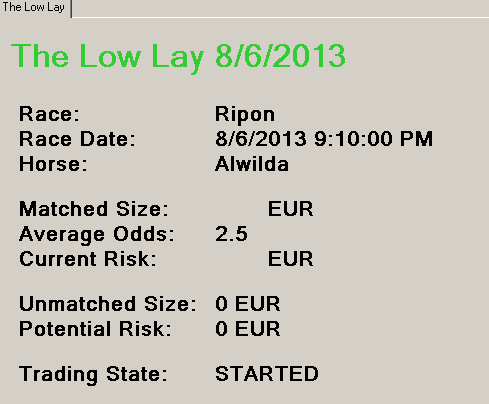 The Low Lay
The Low Lay 8/6/2013
Race: Ripon
Race Date: 8/6/2013 9:10:00 PM
Horse: Alwilda
Matched Size: EUR
Average Odds: 2.5
Current Risk: EUR
Unmatched Size: 0 EUR
Potential Risk: 0 EUR
Trading State: STARTED